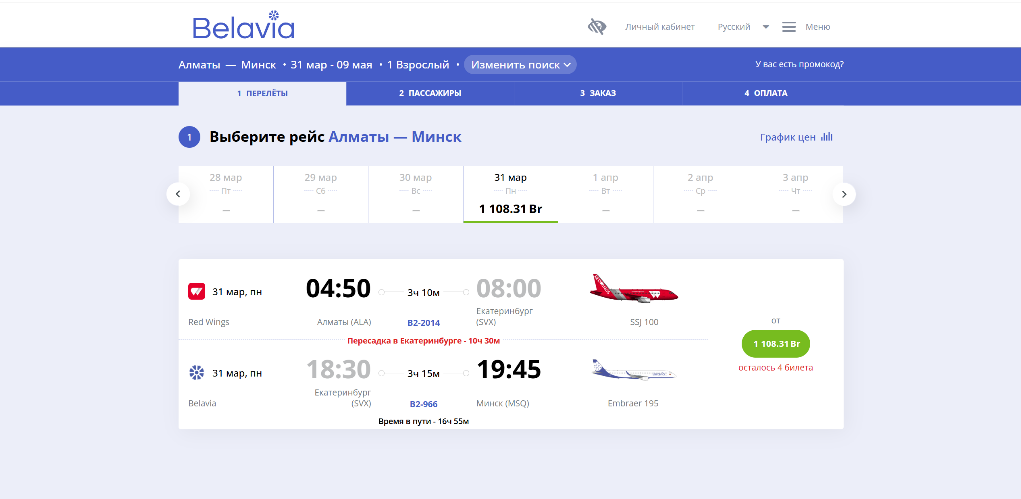 Belavia
Личный кабинет
Русский
Меню
Алматы — Минск • 31 мар - 09 мая • 1 Взрослый • Изменить поиск
У вас есть промокод?
1 ПЕРЕЛЁТЫ
2 ПАССАЖИРЫ
3 ЗАКАЗ
4 ОПЛАТА
1 Выберите рейс Алматы — Минск
График цен
28 мар 29 мар 30 мар 31 мар 1 апр 2 апр 3 апр
Пт Сб Вс Пн Вт Ср Чт
— — — 1 108.31 Br — — —
31 мар, пн 04:50 3ч 10м 08:00
Red Wings Алматы (ALA) B2-2014 Екатеринбург
(SVX)
SSJ 100
Пересадка в Екатеринбурге - 10ч 30м
от
1 108.31 Br
осталось 4 билета
31 мар, пн 18:30 3ч 15м 19:45
Belavia Екатеринбург
(SVX)
B2-966 Минск (MSQ) Embraer 195
Время в пути - 16ч 55м